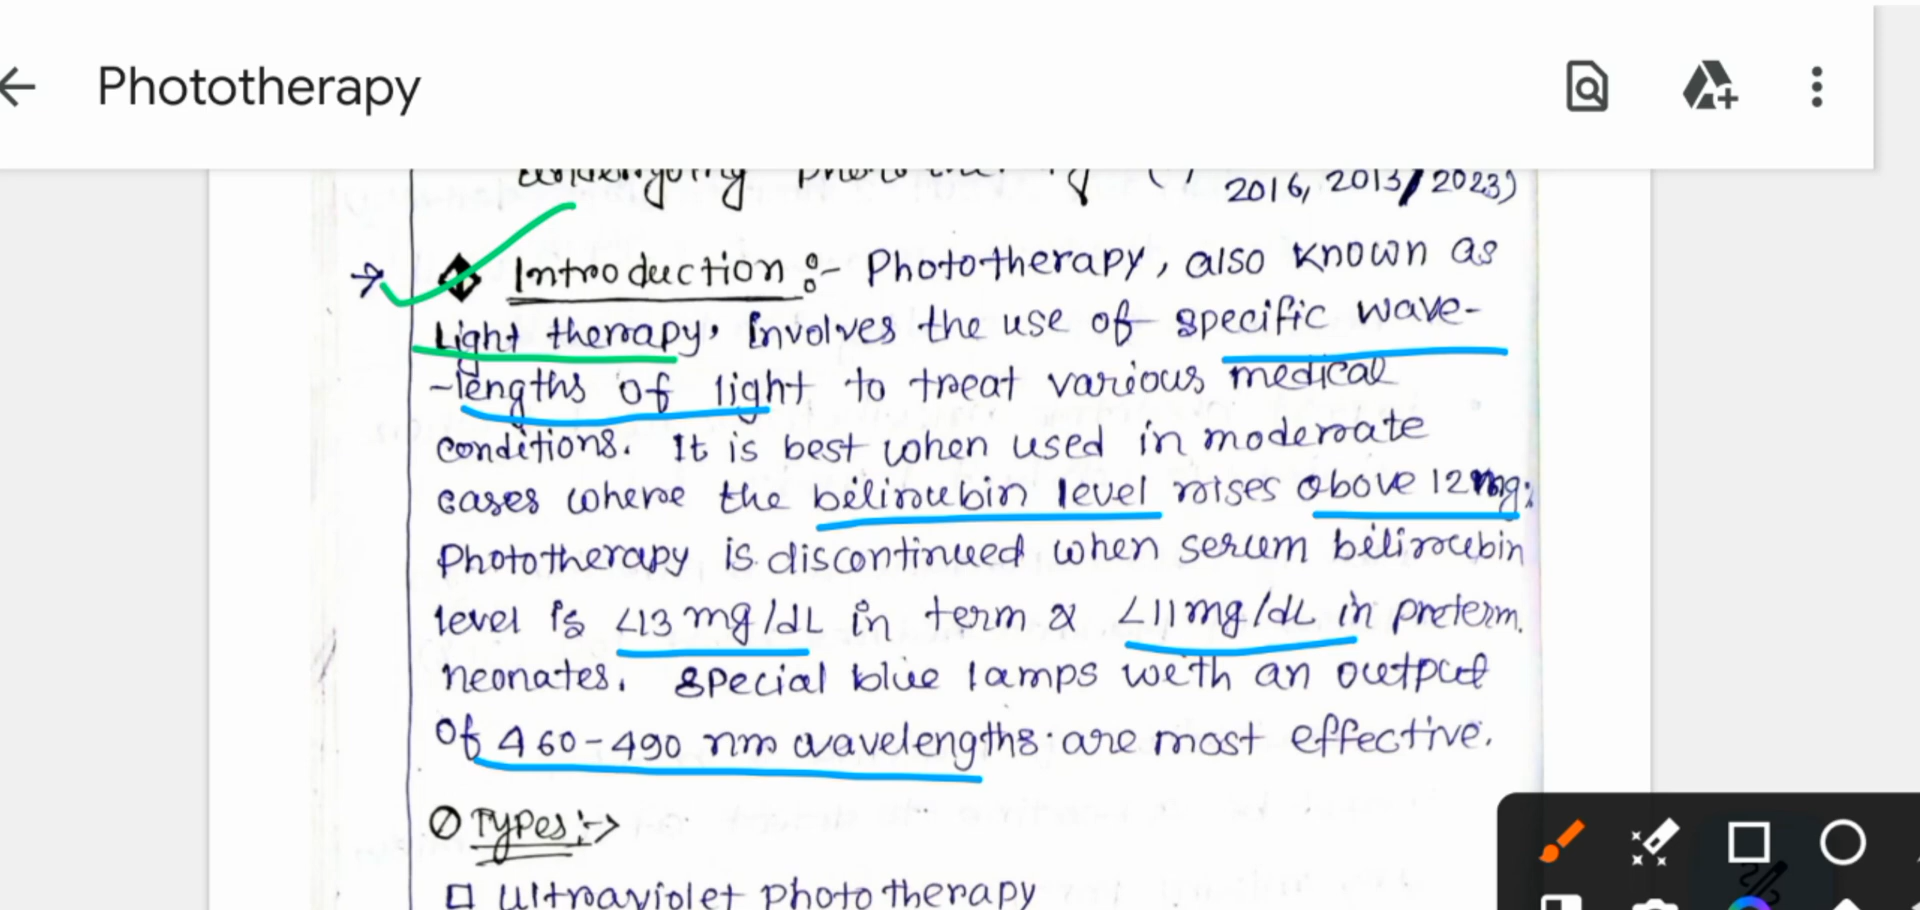 Phototherapy
undergoing phototherapy (
2016, 2013/2023)
Introduction :- Phototherapy, also known as
Light therapy, involves the use of specific wave-
-lengths of light to treat various medical
conditions. It is best when used in moderate
cases where the bilirubin level rises above 12mg.
Phototherapy is discontinued when serum bilirubin
level is <13 mg/dL in term & <11 mg/dL in preterm.
neonates. Special blue lamps with an output
of 460-490 nm wavelengths are most effective.
Types :->
Ultraviolet phototherapy